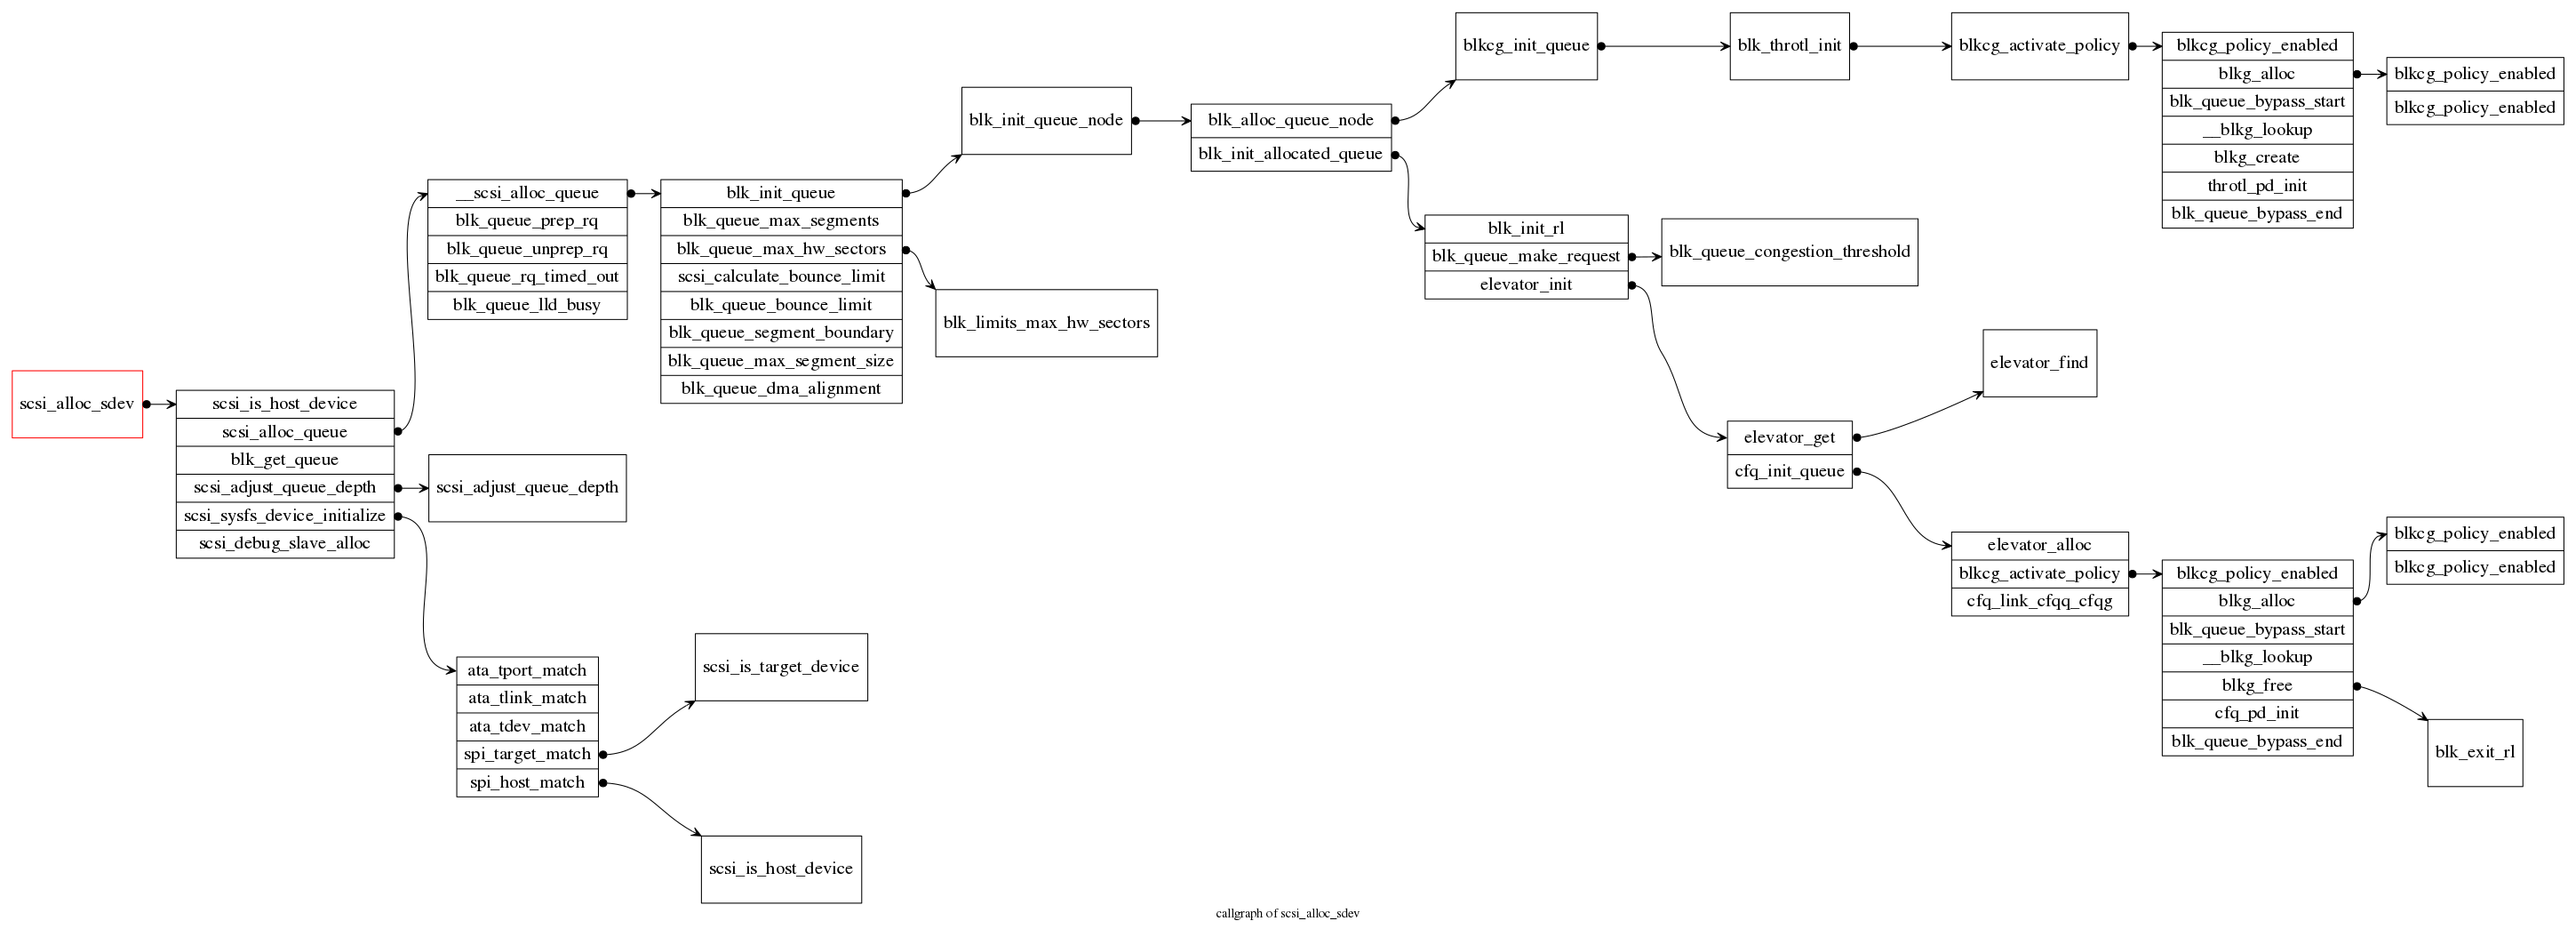 scsi_alloc_sdev
scsi_is_host_device
scsi_alloc_queue
blk_get_queue
scsi_adjust_queue_depth
scsi_sysfs_device_initialize
scsi_debug_slave_alloc
__scsi_alloc_queue
blk_queue_prep_rq
blk_queue_unprep_rq
blk_queue_rq_timed_out
blk_queue_lld_busy
scsi_adjust_queue_depth
ata_tport_match
ata_tlink_match
ata_tdev_match
spi_target_match
spi_host_match
blk_init_queue
blk_queue_max_segments
blk_queue_max_hw_sectors
scsi_calculate_bounce_limit
blk_queue_bounce_limit
blk_queue_segment_boundary
blk_queue_max_segment_size
blk_queue_dma_alignment
scsi_is_target_device
scsi_is_host_device
blk_init_queue_node
blk_limits_max_hw_sectors
blk_alloc_queue_node
blk_init_allocated_queue
blkcg_init_queue
blk_init_rl
blk_queue_make_request
elevator_init
blk_throtl_init
blk_queue_congestion_threshold
elevator_get
cfq_init_queue
blkcg_activate_policy
elevator_find
elevator_alloc
blkcg_activate_policy
cfq_link_cfqq_cfqg
blkcg_policy_enabled
blkg_alloc
blk_queue_bypass_start
__blkg_lookup
blkg_create
throtl_pd_init
blk_queue_bypass_end
blkcg_policy_enabled
blkg_alloc
blk_queue_bypass_start
__blkg_lookup
blkg_free
cfq_pd_init
blk_queue_bypass_end
blkcg_policy_enabled
blkcg_policy_enabled
blkcg_policy_enabled
blkcg_policy_enabled
blk_exit_rl
callgraph of scsi_alloc_sdev